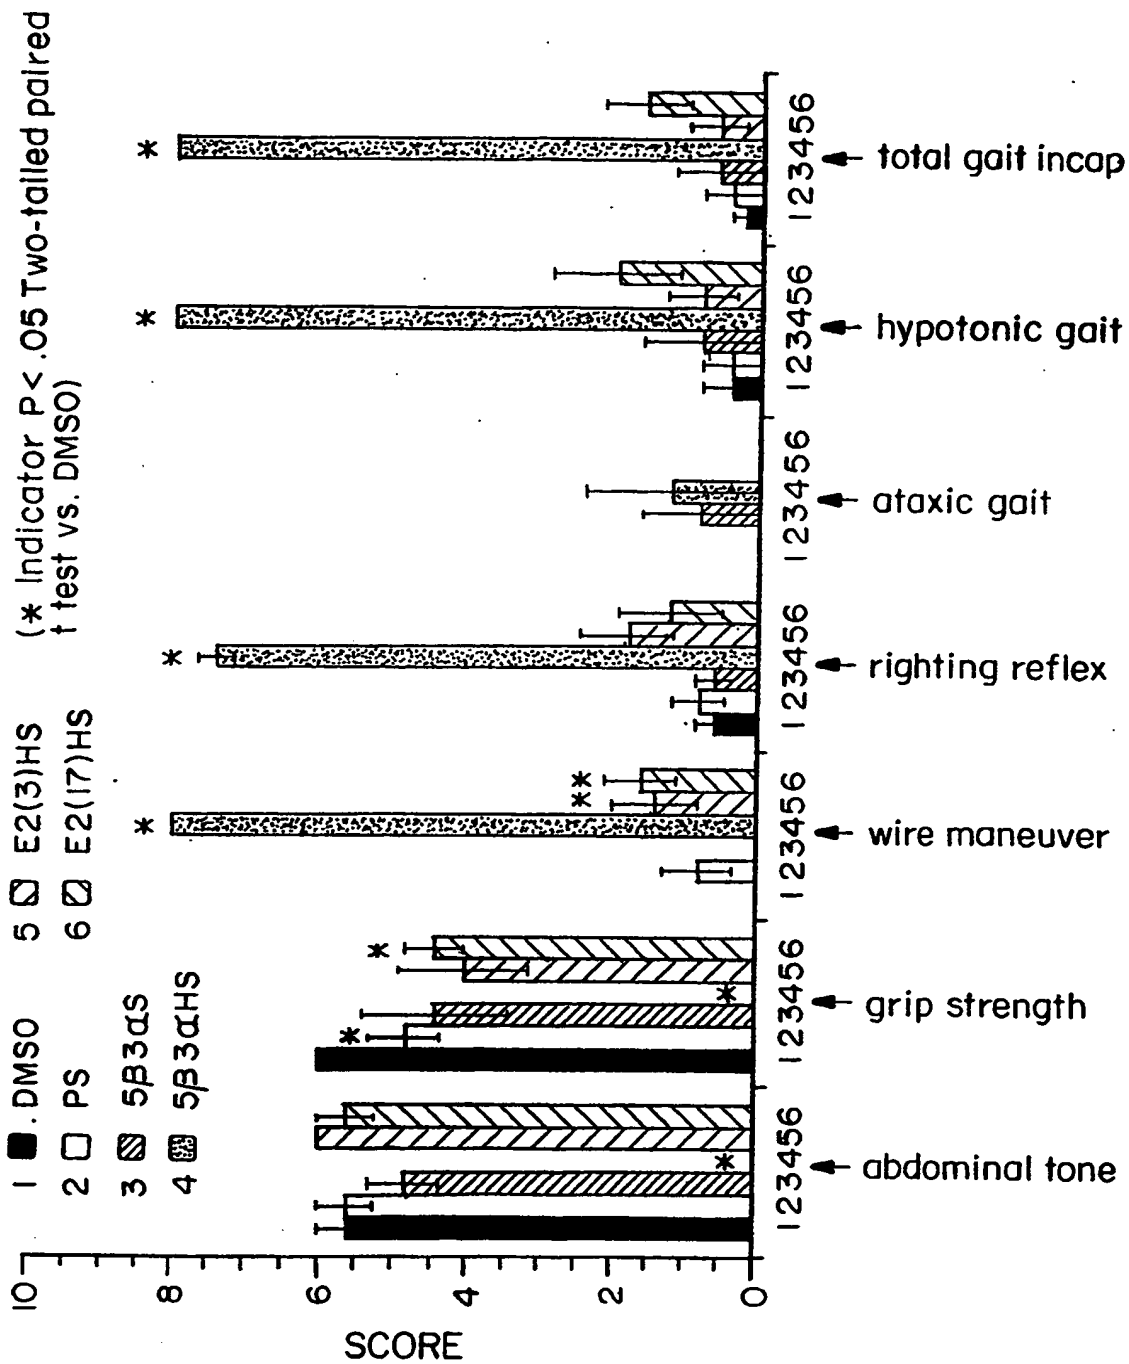 1 . DMSO
2 PS
3 5β3αS
4 5β3αHS
5 E2(3)HS
6 E2(17)HS
(* Indicator P < .05 Two-tailed paired
t test vs. DMSO)
SCORE
10
8
6
4
2
0
* * * * * * * * * *
123456 123456 123456 123456 123456 123456 123456
abdominal tone
grip strength
wire maneuver
righting reflex
ataxic gait
hypotonic gait
total gait incap